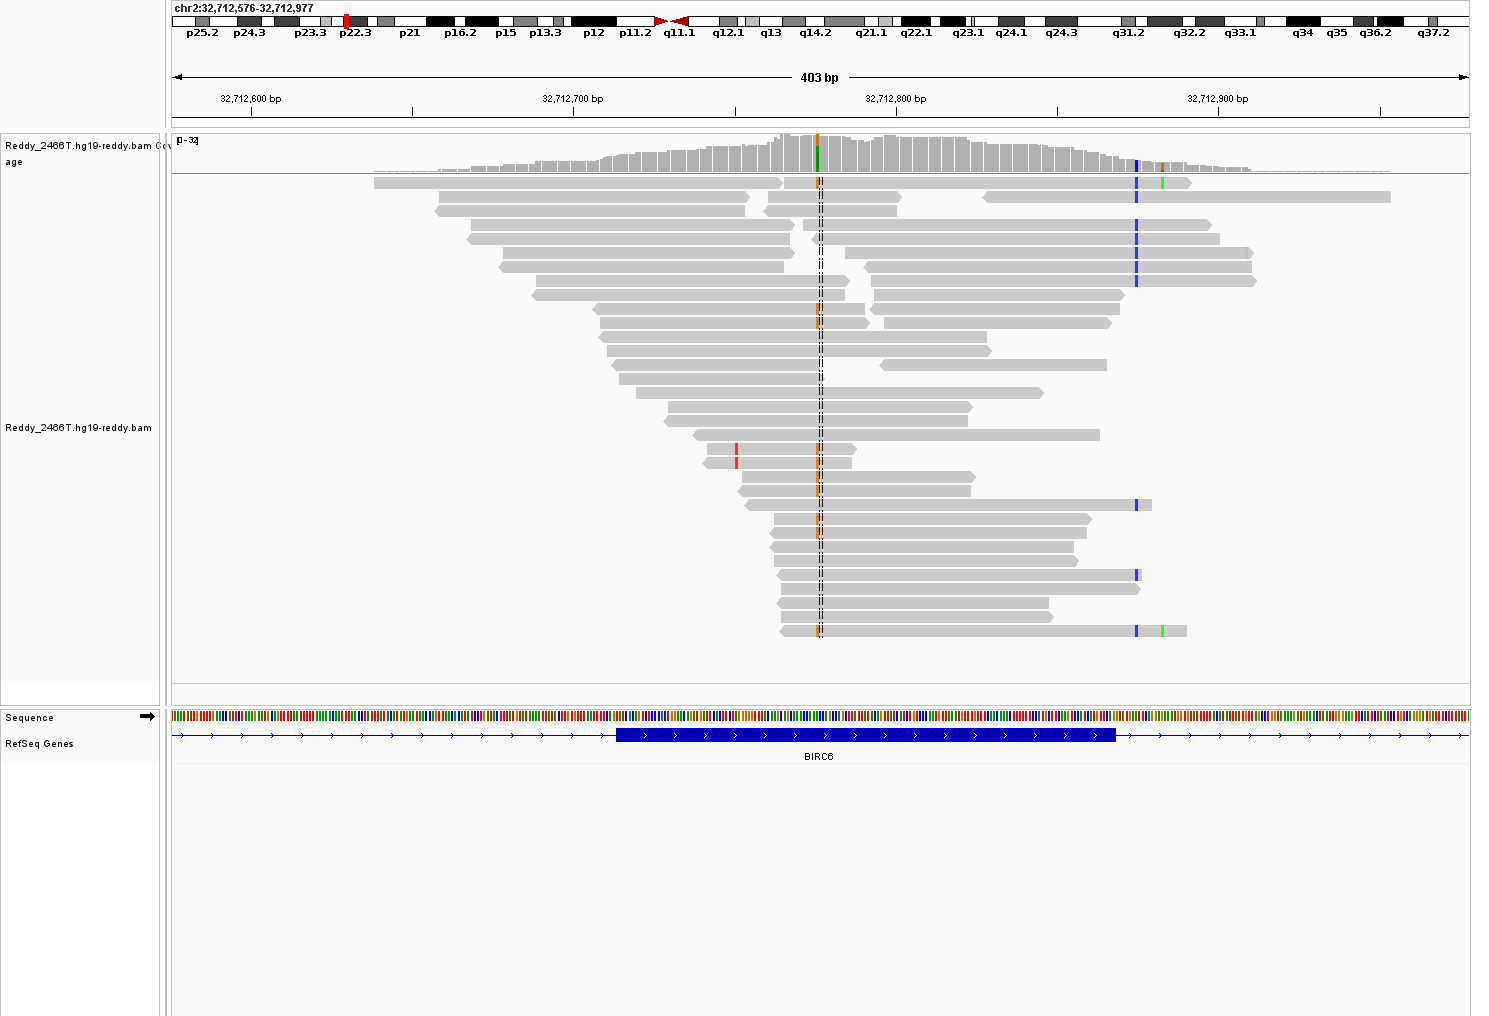 chr2:32,712,576-32,712,977
p25.2 p24.3 p23.3 p22.3 p21 p16.2 p15 p13.3 p12 p11.2 q11.1 q12.1 q13 q14.2 q21.1 q22.1 q23.1 q24.1 q24.3 q31.2 q32.2 q33.1 q34 q35 q36.2 q37.2
403 bp
32,712,600 bp 32,712,700 bp 32,712,800 bp 32,712,900 bp
Reddy_2466T.hg19-reddy.bam Cov
age
[0-32]
Reddy_2466T.hg19-reddy.bam
Sequence
RefSeq Genes
BIRC6